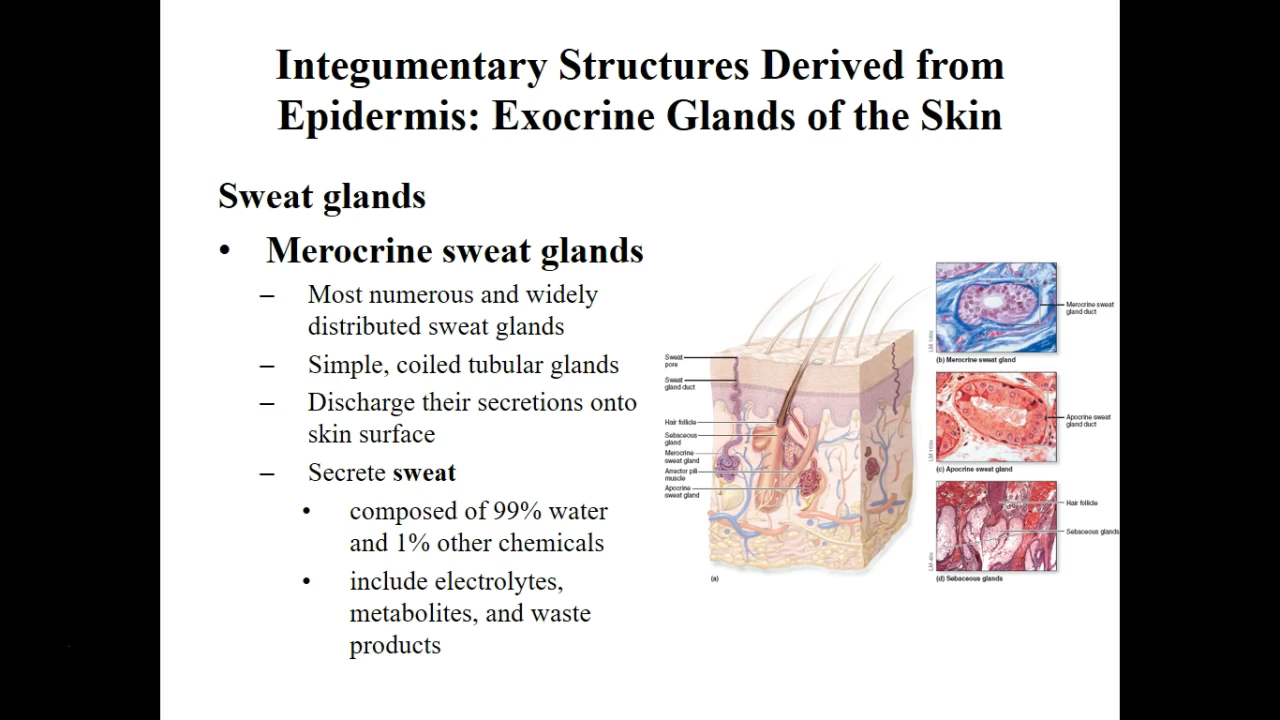 Integumentary Structures Derived from
Epidermis: Exocrine Glands of the Skin
Sweat glands
• Merocrine sweat glands
– Most numerous and widely
distributed sweat glands
– Simple, coiled tubular glands
– Discharge their secretions onto
skin surface
– Secrete sweat
• composed of 99% water
and 1% other chemicals
• include electrolytes,
metabolites, and waste
products
Sweat
pore
Sweat
gland duct
Hair follicle
Sebaceous
gland
Merocrine
sweat gland
Arrector pili
muscle
Apocrine
sweat gland
(a)
Merocrine sweat
gland duct
(b) Merocrine sweat gland
Apocrine sweat
gland duct
(c) Apocrine sweat gland
Hair follicle
Sebaceous glands
(d) Sebaceous glands